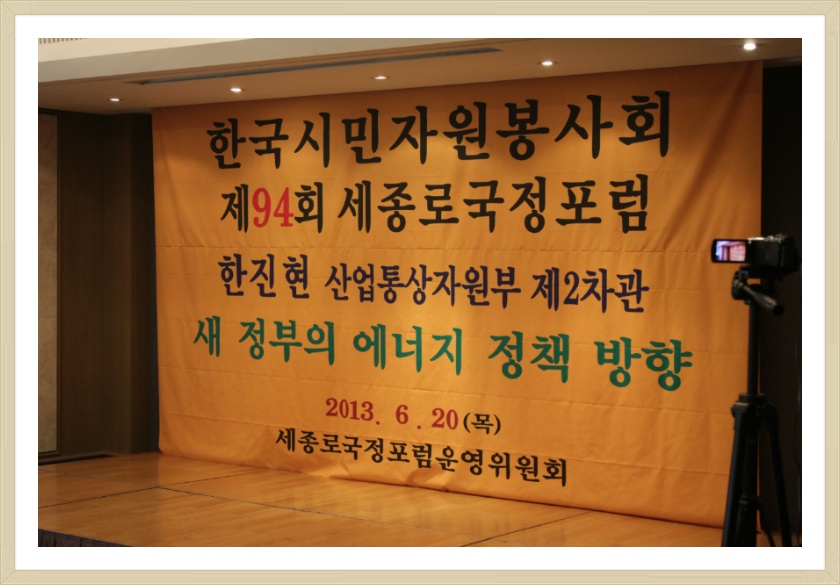 한국시민자원봉사회
제94회 세종로국정포럼
한진현 산업통상자원부 제2차관
새 정부의 에너지 정책 방향
2013. 6. 20(목)
세종로국정포럼운영위원회